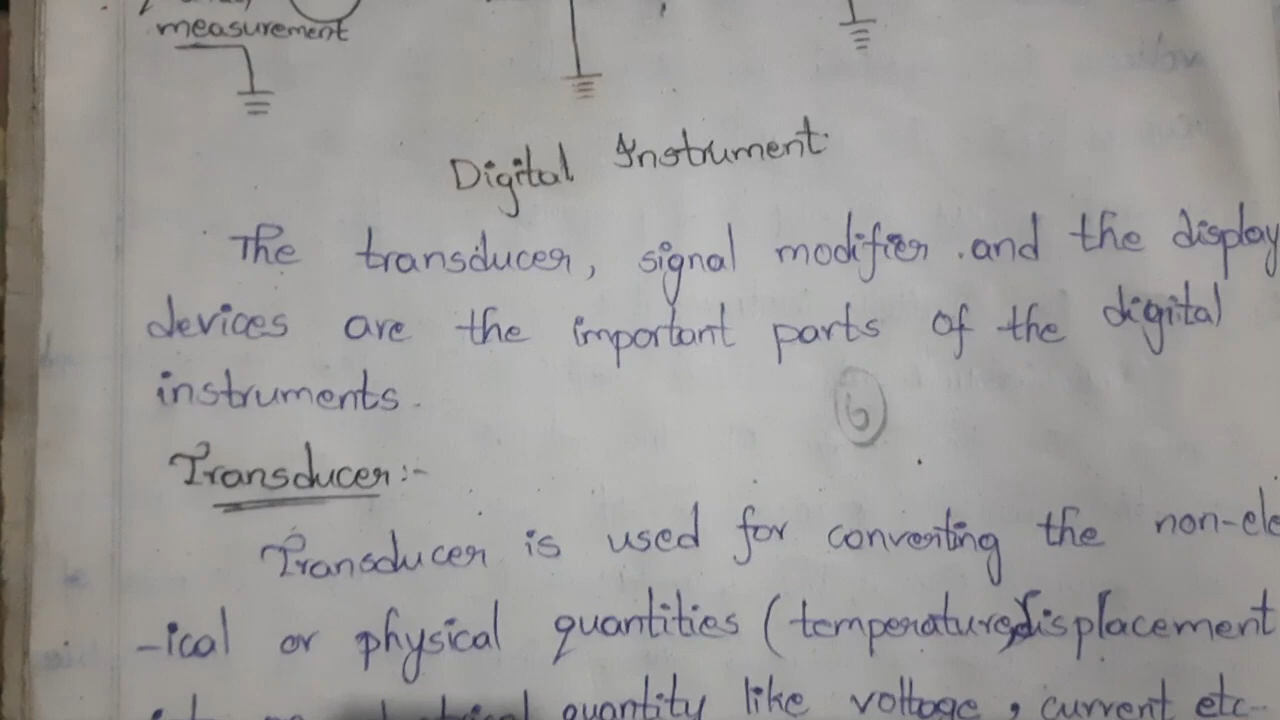 measurement
Digital Instrument
The transducer, signal modifier and the display
devices are the important parts of the digital
instruments.
6
Transducer:-
Transducer is used for converting the non-ele
-ical or physical quantities (temperature, displacement
quantity like voltage, current etc-